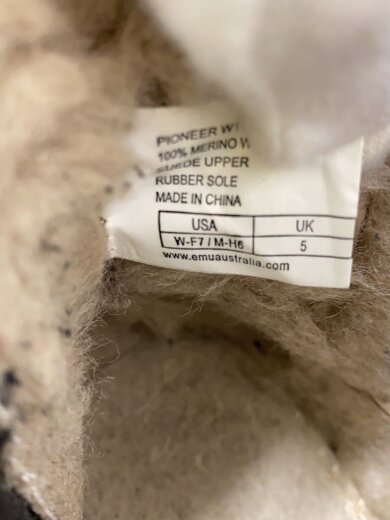 PIONEER
100% MERINO
SUEDE UPPER
RUBBER SOLE
MADE IN CHINA
USA UK
W-F7 / M-H6 5
www.emuaustralia.com